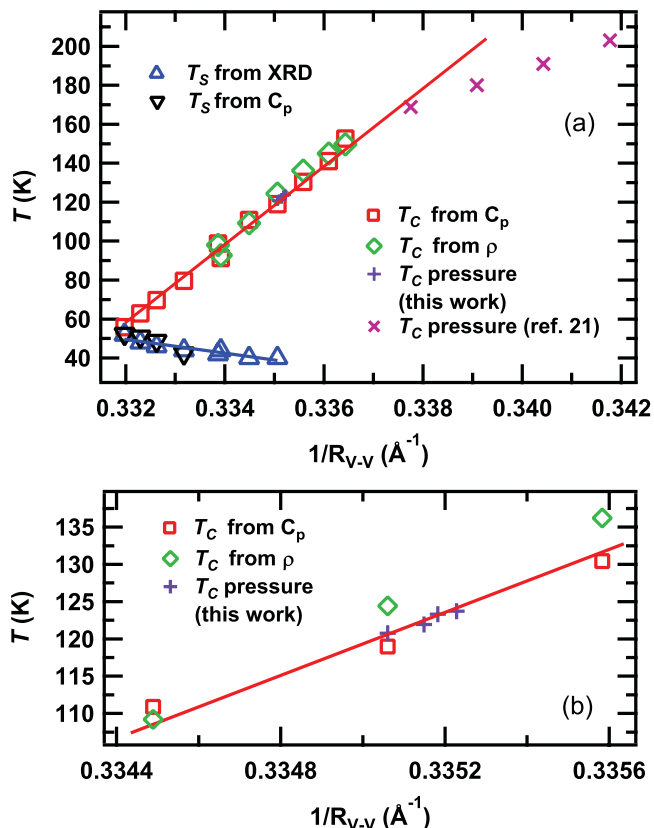 200
180
160
140
120
100
80
60
40
T (K)
T_S from XRD
T_S from C_p
(a)
T_C from C_p
T_C from ρ
T_C pressure
(this work)
T_C pressure (ref. 21)
0.332 0.334 0.336 0.338 0.340 0.342
1/R_V-V (Å⁻¹)
135
130
125
120
115
110
T (K)
T_C from C_p
T_C from ρ
T_C pressure
(this work)
(b)
0.3344 0.3348 0.3352 0.3356
1/R_V-V (Å⁻¹)